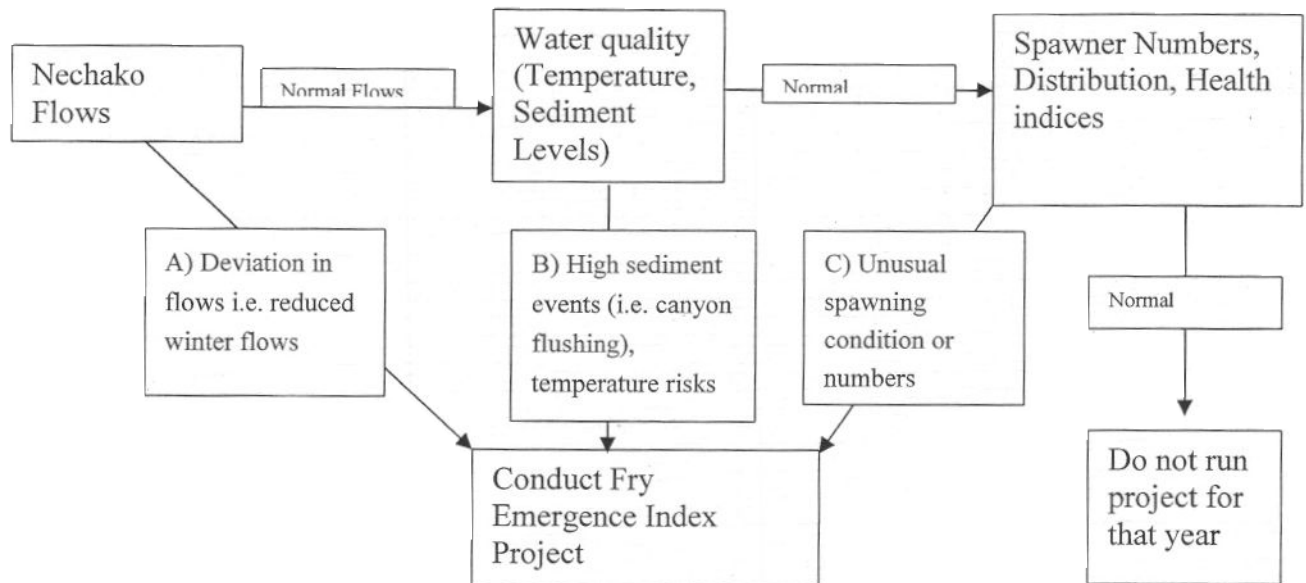 Nechako
Flows
Normal Flows
Water quality
(Temperature,
Sediment
Levels)
Normal
Spawner Numbers,
Distribution, Health
indices
A) Deviation in
flows i.e. reduced
winter flows
B) High sediment
events (i.e. canyon
flushing),
temperature risks
C) Unusual
spawning
condition or
numbers
Normal
Conduct Fry
Emergence Index
Project
Do not run
project for
that year